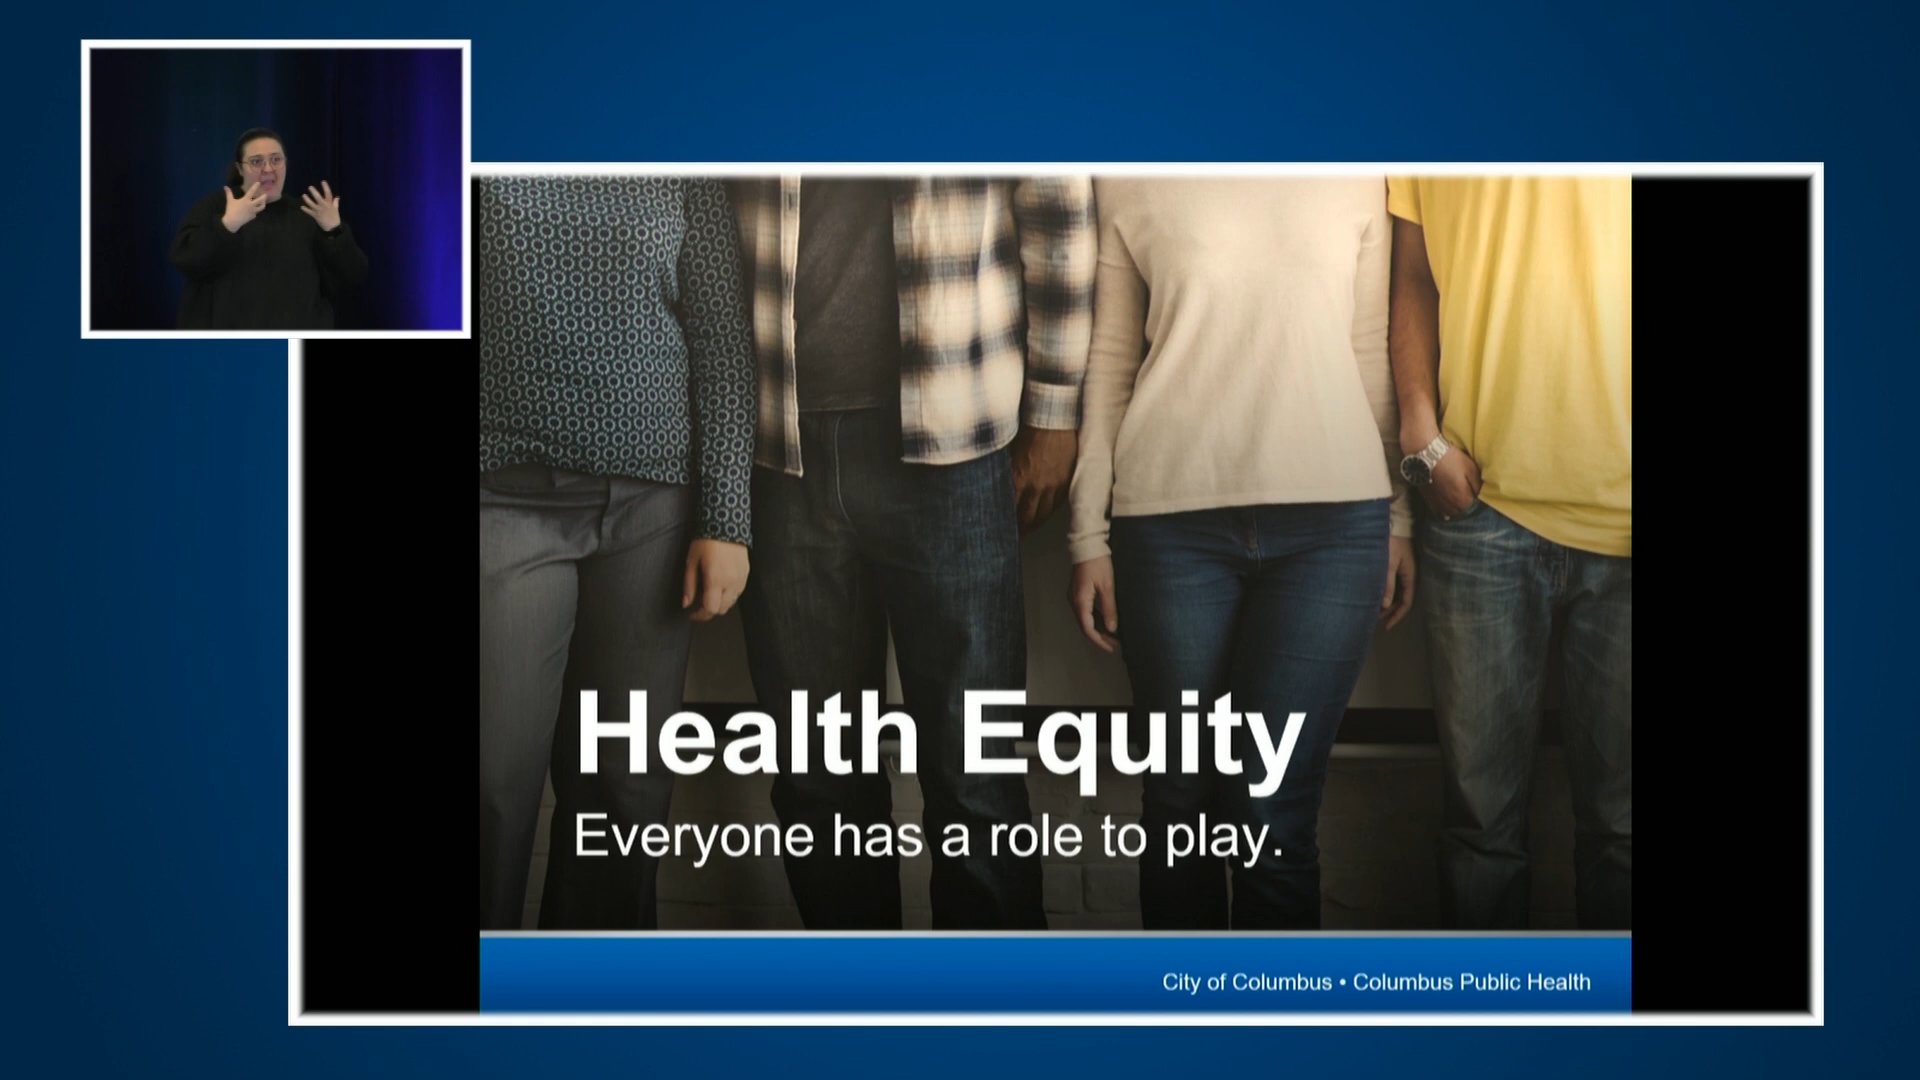 Health Equity
Everyone has a role to play.
City of Columbus • Columbus Public Health